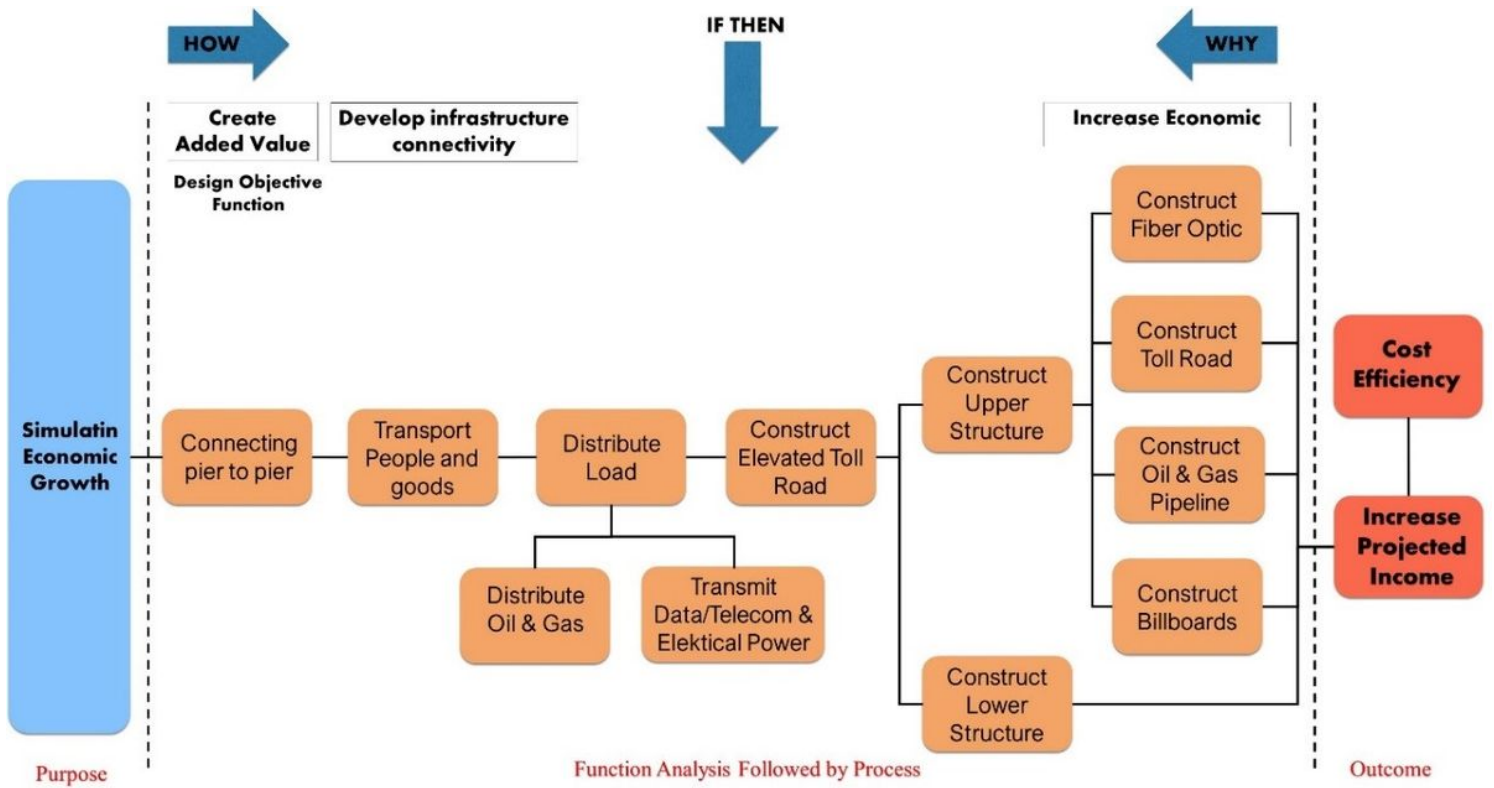 HOW
IF THEN
WHY
Create
Added Value
Develop infrastructure
connectivity
Increase Economic
Design Objective
Function
Simulatin
Economic
Growth
Connecting
pier to pier
Transport
People and
goods
Distribute
Load
Construct
Elevated Toll
Road
Distribute
Oil & Gas
Transmit
Data/Telecom &
Elektical Power
Construct
Upper
Structure
Construct
Lower
Structure
Construct
Fiber Optic
Construct
Toll Road
Construct
Oil & Gas
Pipeline
Construct
Billboards
Cost
Efficiency
Increase
Projected
Income
Purpose
Function Analysis Followed by Process
Outcome